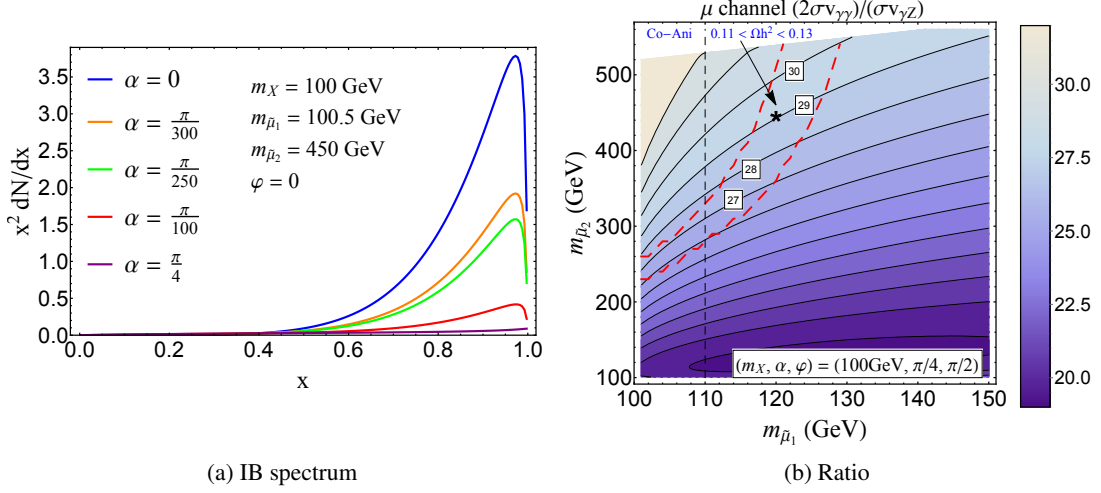 x² dN/dx
3.5
3.0
2.5
2.0
1.5
1.0
0.5
0.0
α = 0
α = π/300
α = π/250
α = π/100
α = π/4
m_X = 100 GeV
m_μ̃₁ = 100.5 GeV
m_μ̃₂ = 450 GeV
φ = 0
0.0 0.2 0.4 0.6 0.8 1.0
x
(a) IB spectrum
μ channel (2σv_γγ)/(σv_γZ)
Co−Ani 0.11 < Ωh² < 0.13
m_μ̃₂ (GeV)
500
400
300
200
100
30
29
28
27
*
(m_X, α, φ) = (100GeV, π/4, π/2)
100 110 120 130 140 150
m_μ̃₁ (GeV)
30.0
27.5
25.0
22.5
20.0
(b) Ratio